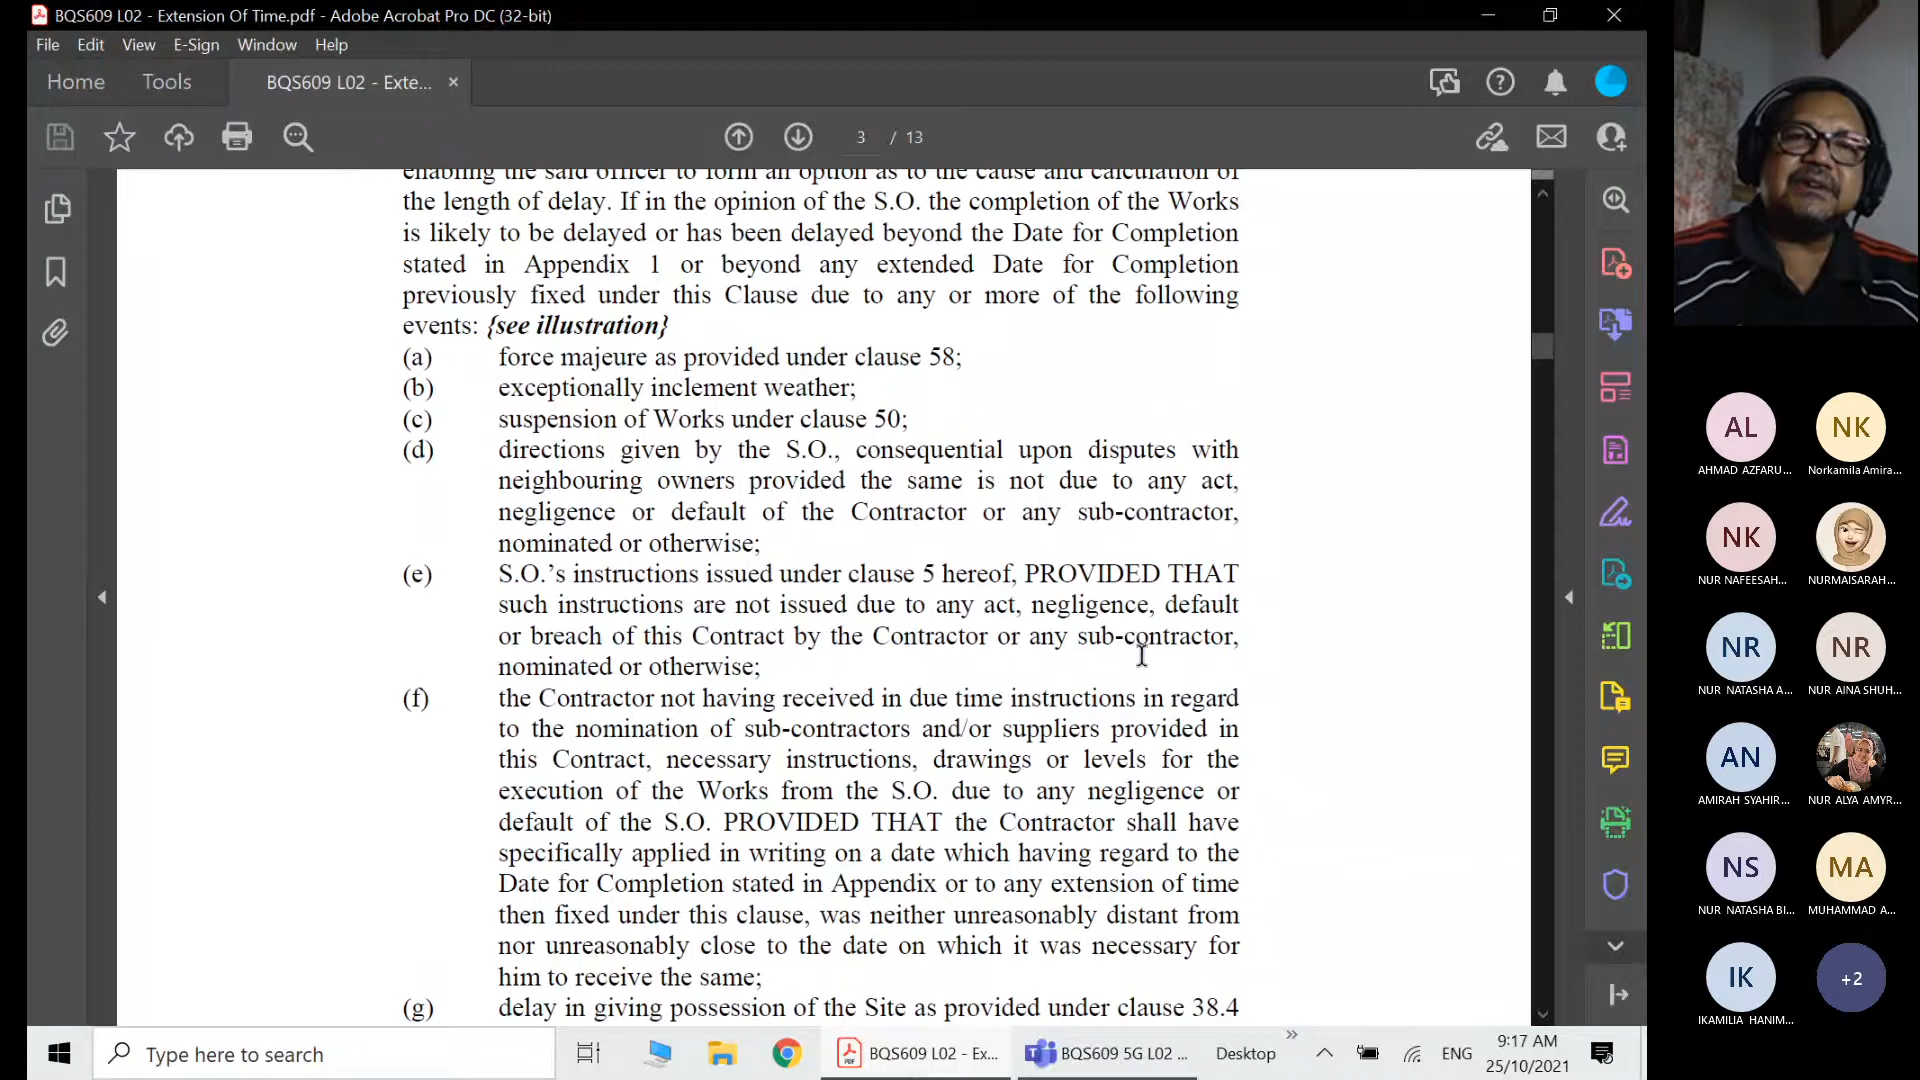 BQS609 L02 - Extension Of Time.pdf - Adobe Acrobat Pro DC (32-bit)
File Edit View E-Sign Window Help
Home Tools BQS609 L02 - Exte... ×
3 / 13
enabling the said officer to form an option as to the cause and calculation of
the length of delay. If in the opinion of the S.O. the completion of the Works
is likely to be delayed or has been delayed beyond the Date for Completion
stated in Appendix 1 or beyond any extended Date for Completion
previously fixed under this Clause due to any or more of the following
events: {see illustration}
(a) force majeure as provided under clause 58;
(b) exceptionally inclement weather;
(c) suspension of Works under clause 50;
(d) directions given by the S.O., consequential upon disputes with
neighbouring owners provided the same is not due to any act,
negligence or default of the Contractor or any sub-contractor,
nominated or otherwise;
(e) S.O.’s instructions issued under clause 5 hereof, PROVIDED THAT
such instructions are not issued due to any act, negligence, default
or breach of this Contract by the Contractor or any sub-contractor,
nominated or otherwise;
(f) the Contractor not having received in due time instructions in regard
to the nomination of sub-contractors and/or suppliers provided in
this Contract, necessary instructions, drawings or levels for the
execution of the Works from the S.O. due to any negligence or
default of the S.O. PROVIDED THAT the Contractor shall have
specifically applied in writing on a date which having regard to the
Date for Completion stated in Appendix or to any extension of time
then fixed under this clause, was neither unreasonably distant from
nor unreasonably close to the date on which it was necessary for
him to receive the same;
(g) delay in giving possession of the Site as provided under clause 38.4
AL NK
AHMAD AZFARU... Norkamila Amira...
NK
NUR NAFEESAH... NURMAISARAH...
NR NR
NUR NATASHA A... NUR AINA SHUH...
AN
AMIRAH SYAHIR... NUR ALYA AMYR...
NS MA
NUR NATASHA BI... MUHAMMAD A...
IK +2
IKAMILIA HANIM...
Type here to search
BQS609 L02 - Ex... BQS609 5G L02 ... Desktop ENG
9:17 AM
25/10/2021